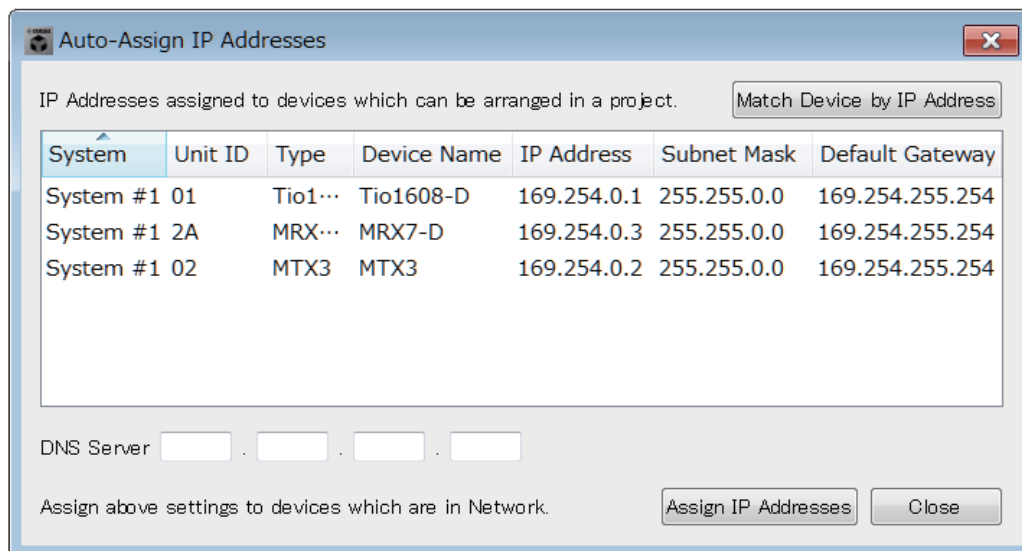 Auto-Assign IP Addresses
IP Addresses assigned to devices which can be arranged in a project. Match Device by IP Address
System Unit ID Type Device Name IP Address Subnet Mask Default Gateway
System #1 01 Tio1··· Tio1608-D 169.254.0.1 255.255.0.0 169.254.255.254
System #1 2A MRX··· MRX7-D 169.254.0.3 255.255.0.0 169.254.255.254
System #1 02 MTX3 MTX3 169.254.0.2 255.255.0.0 169.254.255.254
DNS Server . . .
Assign above settings to devices which are in Network. Assign IP Addresses Close